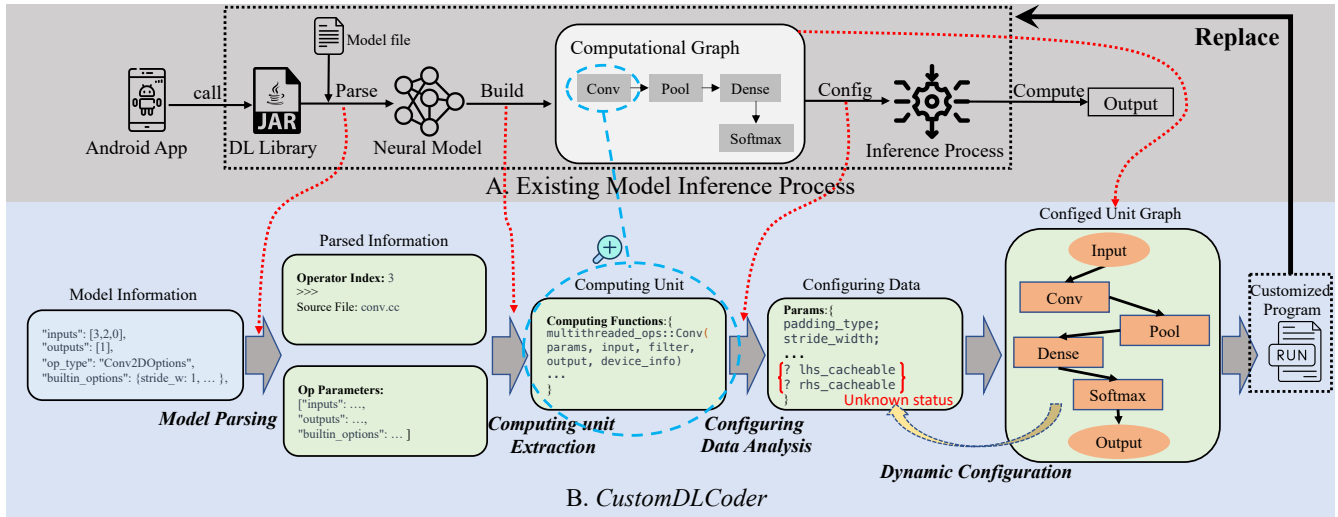 Model file
Replace
Computational Graph
call
Parse
Build
Conv
Pool
Dense
Softmax
Config
Compute
Output
JAR
Android App
DL Library
Neural Model
Inference Process
A. Existing Model Inference Process
Configed Unit Graph
Parsed Information
Operator Index: 3
>>>
Source File: conv.cc
Model Information
"inputs": [3,2,0],
"outputs": [1],
"op_type": "Conv2DOptions",
"builtin_options": {stride_w: 1, … },
Op Parameters:
["inputs": …,
"outputs": …,
"builtin_options": … ]
Model Parsing
Computing Unit
Computing Functions:{
multithreaded_ops::Conv(
params, input, filter,
output, device_info)
...
}
Computing unit
Extraction
Configuring Data
Params:{
padding_type;
stride_width;
...
? lhs_cacheable
? rhs_cacheable
}
Unknown status
Configuring
Data Analysis
Dynamic Configuration
Input
Conv
Pool
Dense
Softmax
Output
Customized
Program
RUN
B. CustomDLCoder